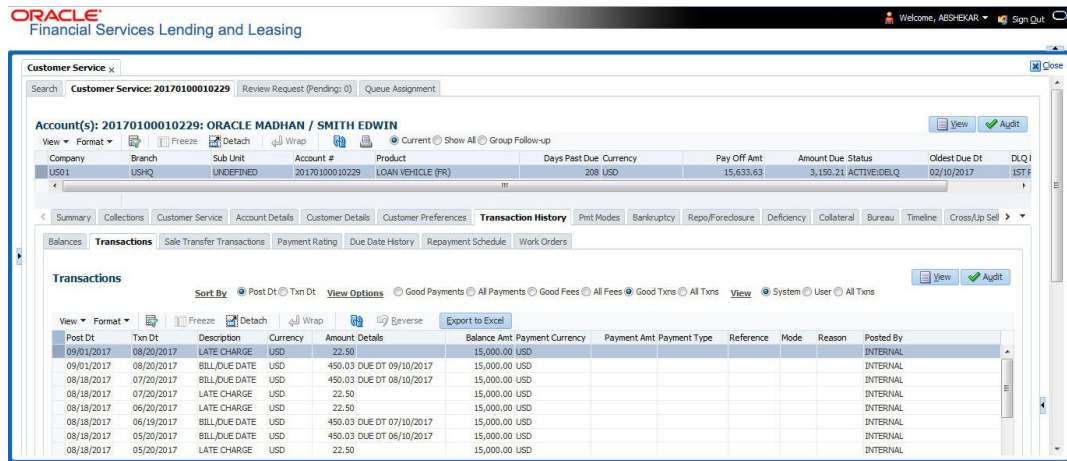 ORACLE
Financial Services Lending and Leasing
Welcome, ABSHEKAR Sign Out
Customer Service x Close
Search Customer Service: 20170100010229 Review Request (Pending: 0) Queue Assignment
Account(s): 20170100010229: ORACLE MADHAN / SMITH EDWIN View Audit
View Format Freeze Detach Wrap Current Show All Group Follow-up
Company Branch Sub Unit Account # Product Days Past Due Currency Pay Off Amt Amount Due Status Oldest Due Dt DLQ
US01 USHQ UNDEFINED 20170100010229 LOAN VEHICLE (FR) 208 USD 15,633.63 3,150.21 ACTIVE:DELQ 02/10/2017 1ST
Summary Collections Customer Service Account Details Customer Details Customer Preferences Transaction History Pmt Modes Bankruptcy Repo/Foreclosure Deficiency Collateral Bureau Timeline Cross/Up Sell
Balances Transactions Sale Transfer Transactions Payment Rating Due Date History Repayment Schedule Work Orders
Transactions View Audit
Sort By Post Dt Txn Dt View Options Good Payments All Payments Good Fees All Fees Good Txns All Txns View System User All Txns
View Format Freeze Detach Wrap Reverse Export to Excel
Post Dt Txn Dt Description Currency Amount Details Balance Amt Payment Currency Payment Amt Payment Type Reference Mode Reason Posted By
09/01/2017 08/20/2017 LATE CHARGE USD 22.50 15,000.00 USD INTERNAL
09/01/2017 08/20/2017 BILL/DUE DATE USD 450.03 DUE DT 09/10/2017 15,000.00 USD INTERNAL
08/18/2017 07/20/2017 BILL/DUE DATE USD 450.03 DUE DT 08/10/2017 15,000.00 USD INTERNAL
08/18/2017 07/20/2017 LATE CHARGE USD 22.50 15,000.00 USD INTERNAL
08/18/2017 06/20/2017 LATE CHARGE USD 22.50 15,000.00 USD INTERNAL
08/18/2017 06/19/2017 BILL/DUE DATE USD 450.03 DUE DT 07/10/2017 15,000.00 USD INTERNAL
08/18/2017 05/20/2017 BILL/DUE DATE USD 450.03 DUE DT 06/10/2017 15,000.00 USD INTERNAL
08/18/2017 05/20/2017 LATE CHARGE USD 22.50 15,000.00 USD INTERNAL